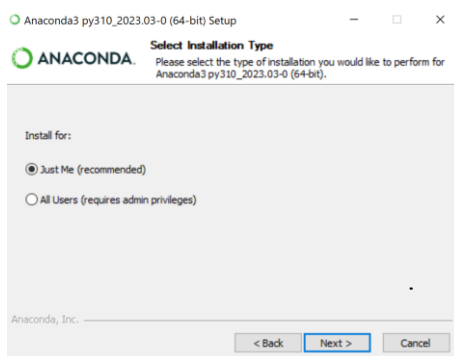 Anaconda3 py310_2023.03-0 (64-bit) Setup
ANACONDA.
Select Installation Type
Please select the type of installation you would like to perform for
Anaconda3 py310_2023.03-0 (64-bit).
Install for:
Just Me (recommended)
All Users (requires admin privileges)
Anaconda, Inc.
< Back
Next >
Cancel